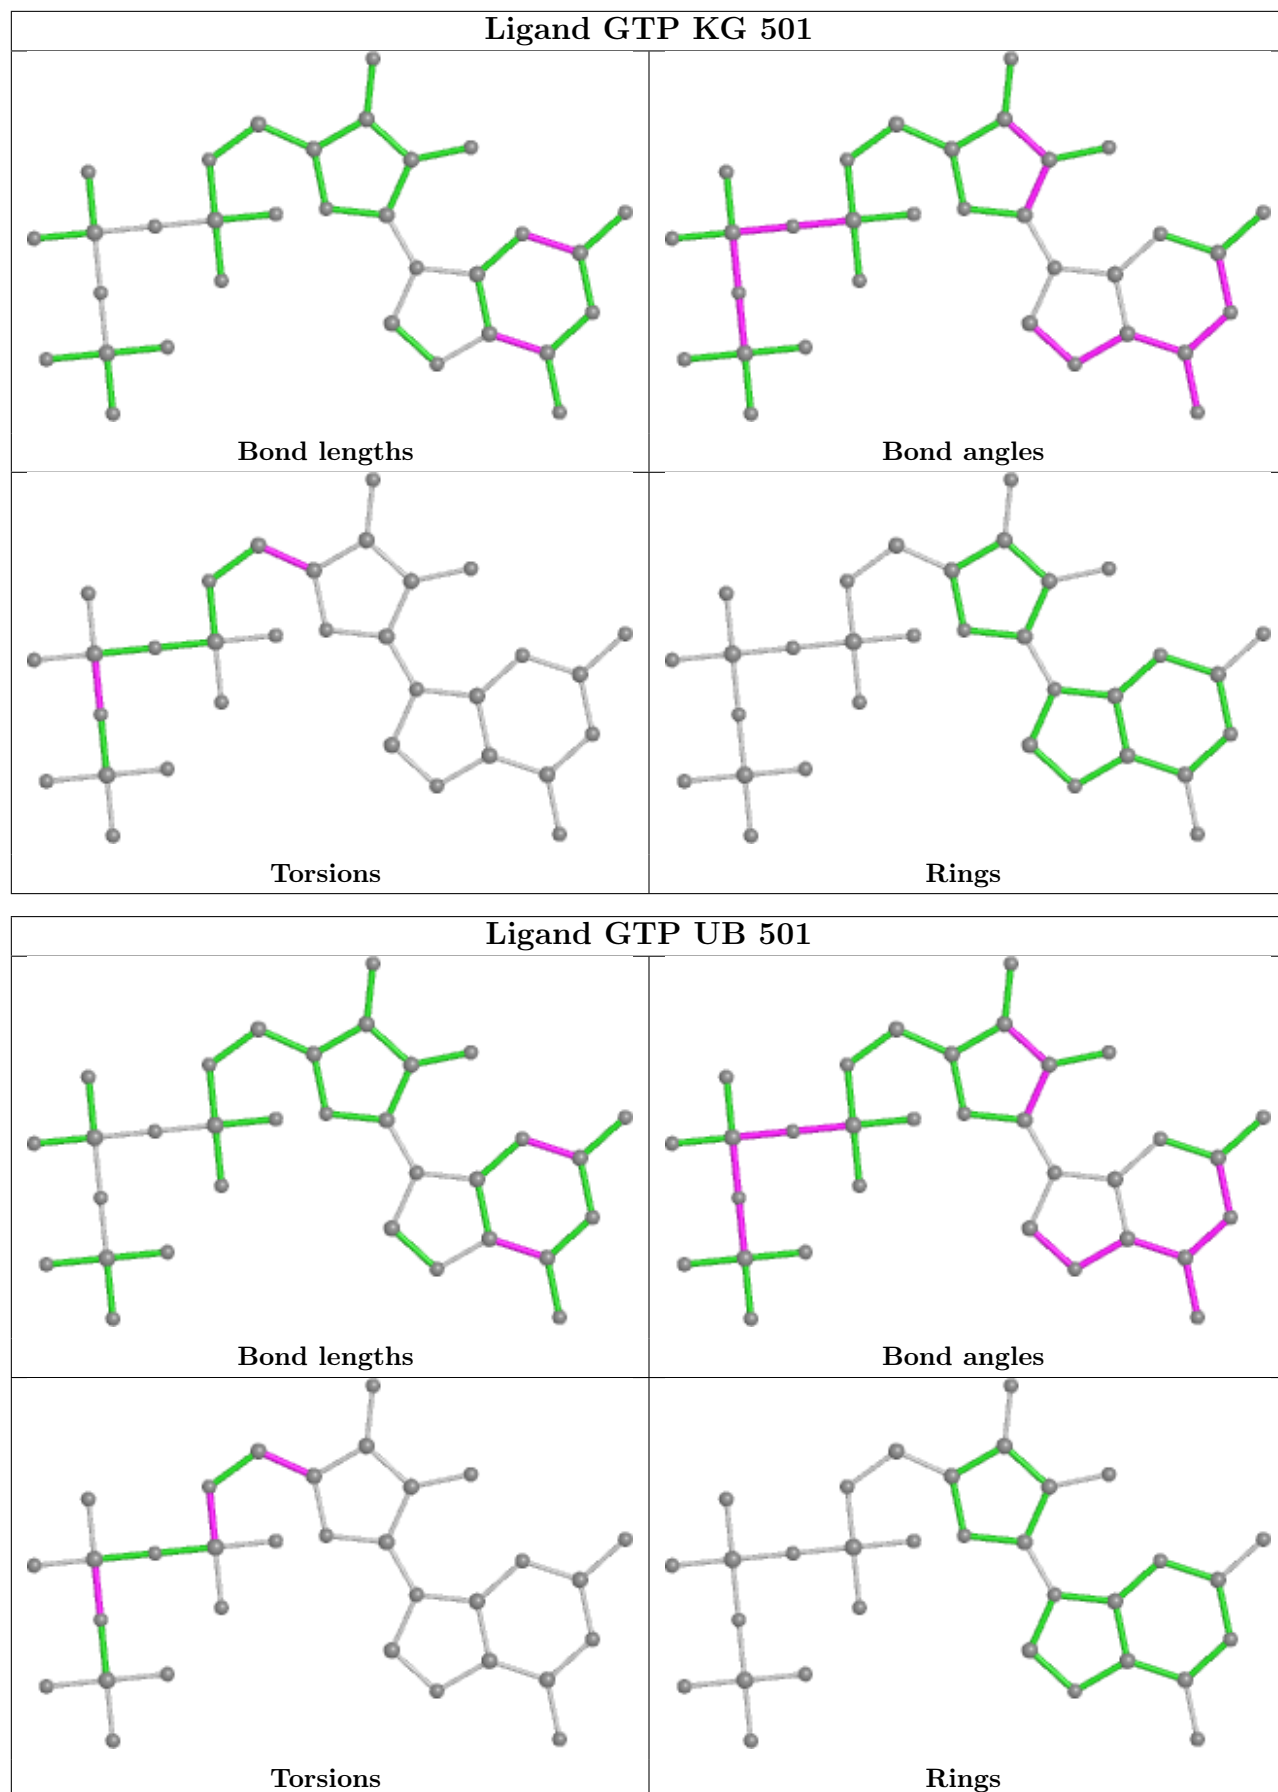 Ligand GTP KG 501
Bond lengths
Bond angles
Torsions
Rings
Ligand GTP UB 501
Bond lengths
Bond angles
Torsions
Rings